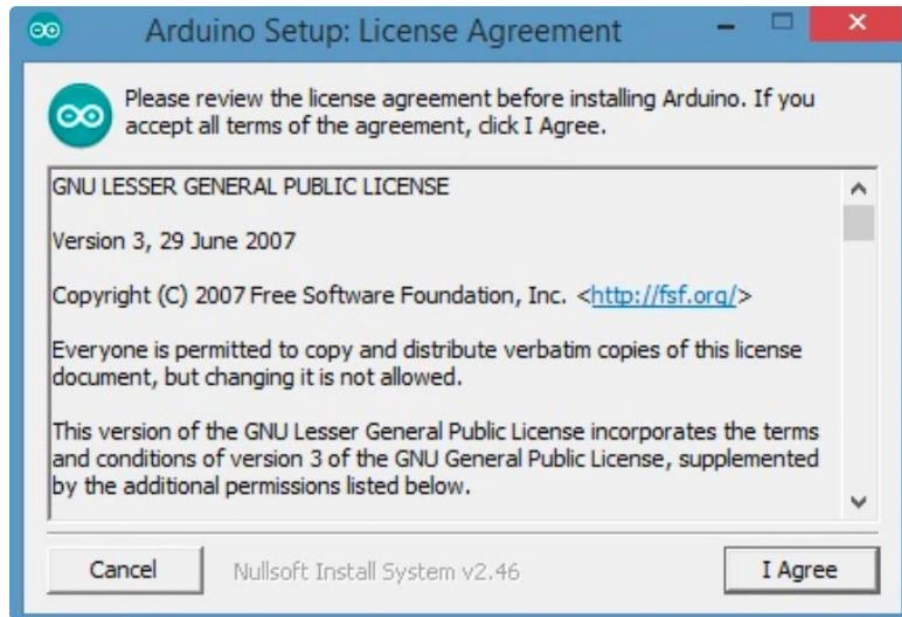 Arduino Setup: License Agreement
Please review the license agreement before installing Arduino. If you
accept all terms of the agreement, click I Agree.
GNU LESSER GENERAL PUBLIC LICENSE
Version 3, 29 June 2007
Copyright (C) 2007 Free Software Foundation, Inc. <http://fsf.org/>
Everyone is permitted to copy and distribute verbatim copies of this license
document, but changing it is not allowed.
This version of the GNU Lesser General Public License incorporates the terms
and conditions of version 3 of the GNU General Public License, supplemented
by the additional permissions listed below.
Cancel
Nullsoft Install System v2.46
I Agree